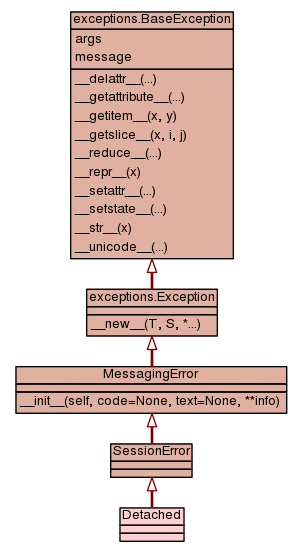 exceptions.BaseException
args
message
__delattr__(...)
__getattribute__(...)
__getitem__(x, y)
__getslice__(x, i, j)
__reduce__(...)
__repr__(x)
__setattr__(...)
__setstate__(...)
__str__(x)
__unicode__(...)
exceptions.Exception
__new__(T, S, *...)
MessagingError
__init__(self, code=None, text=None, **info)
SessionError
Detached